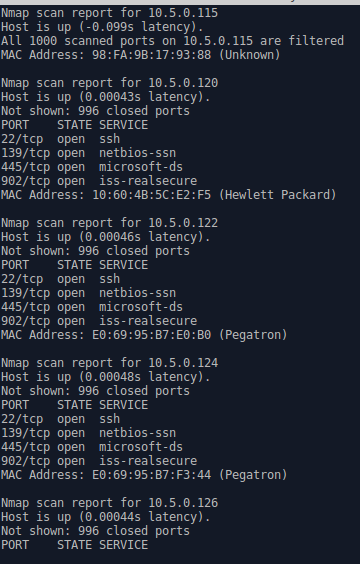 Nmap scan report for 10.5.0.115
Host is up (-0.099s latency).
All 1000 scanned ports on 10.5.0.115 are filtered
MAC Address: 98:FA:9B:17:93:88 (Unknown)

Nmap scan report for 10.5.0.120
Host is up (0.00043s latency).
Not shown: 996 closed ports
PORT    STATE SERVICE
22/tcp  open  ssh
139/tcp open  netbios-ssn
445/tcp open  microsoft-ds
902/tcp open  iss-realsecure
MAC Address: 10:60:4B:5C:E2:F5 (Hewlett Packard)

Nmap scan report for 10.5.0.122
Host is up (0.00046s latency).
Not shown: 996 closed ports
PORT    STATE SERVICE
22/tcp  open  ssh
139/tcp open  netbios-ssn
445/tcp open  microsoft-ds
902/tcp open  iss-realsecure
MAC Address: E0:69:95:B7:E0:B0 (Pegatron)

Nmap scan report for 10.5.0.124
Host is up (0.00048s latency).
Not shown: 996 closed ports
PORT    STATE SERVICE
22/tcp  open  ssh
139/tcp open  netbios-ssn
445/tcp open  microsoft-ds
902/tcp open  iss-realsecure
MAC Address: E0:69:95:B7:F3:44 (Pegatron)

Nmap scan report for 10.5.0.126
Host is up (0.00044s latency).
Not shown: 996 closed ports
PORT    STATE SERVICE